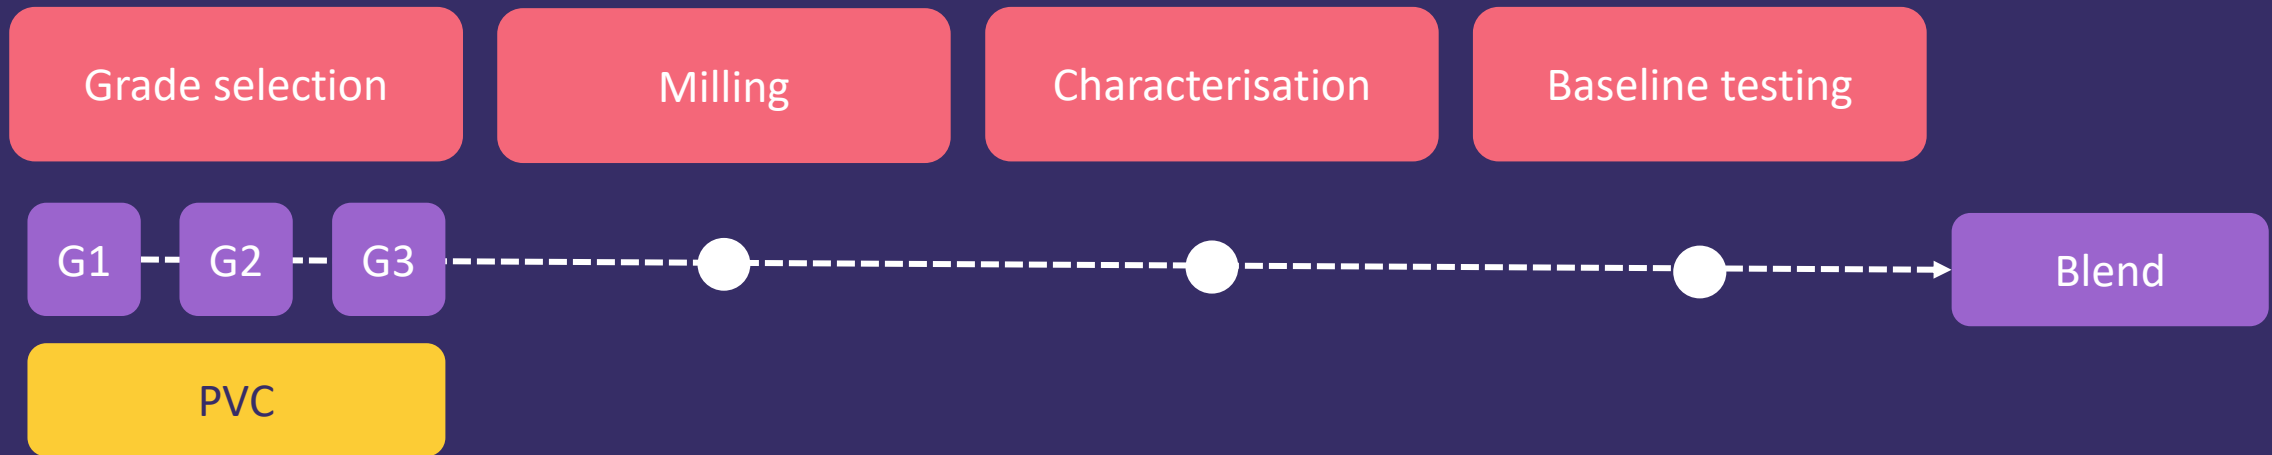 Grade selection
Milling
Characterisation
Baseline testing
G1
G2
G3
Blend
PVC